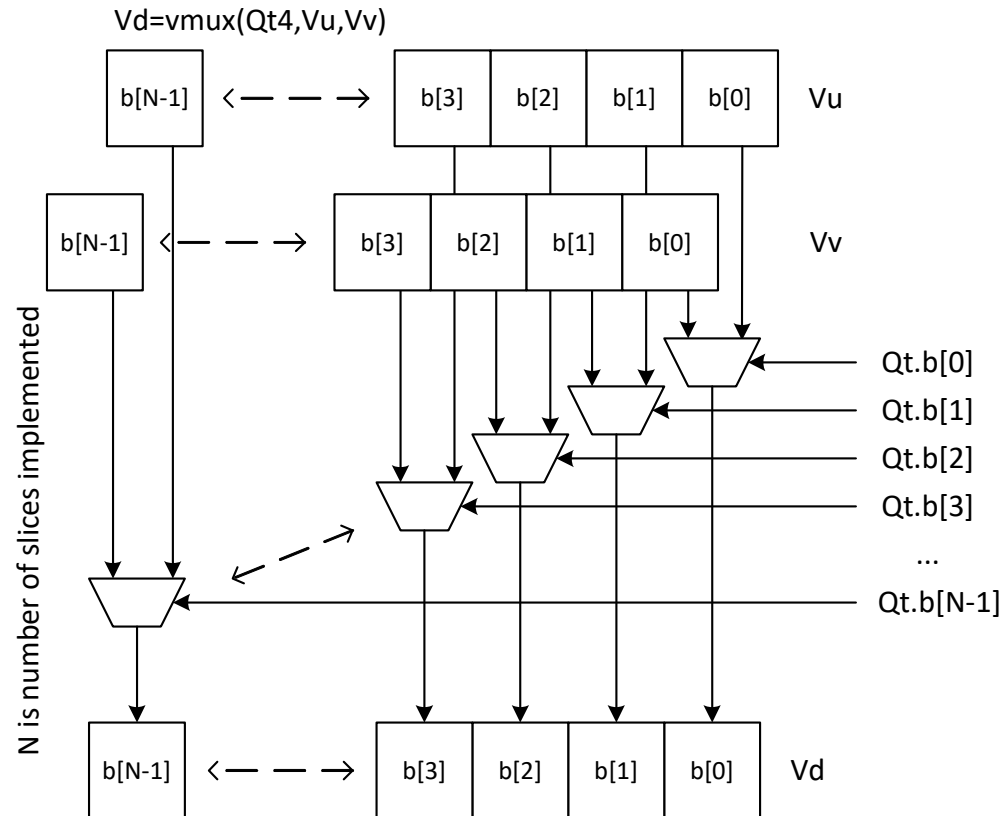 Vd=vmux(Qt4,Vu,Vv)
b[N-1] b[3] b[2] b[1] b[0] Vu
b[N-1] b[3] b[2] b[1] b[0] Vv
Qt.b[0]
Qt.b[1]
Qt.b[2]
Qt.b[3]
...
Qt.b[N-1]
N is number of slices implemented
b[N-1] b[3] b[2] b[1] b[0] Vd